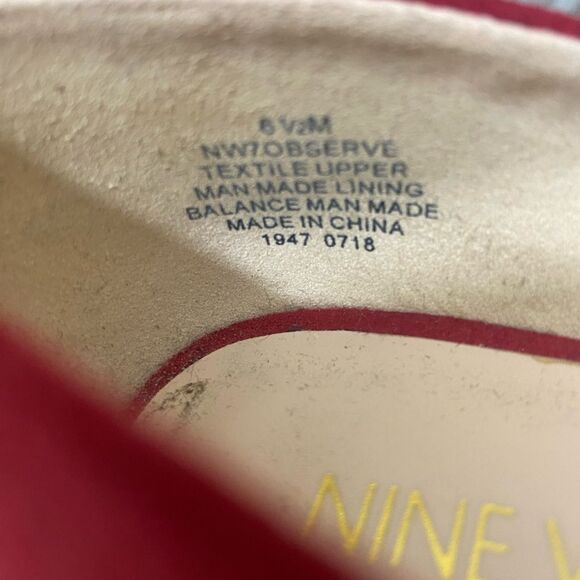 6 ½M
NW7OBSERVE
TEXTILE UPPER
MAN MADE LINING
BALANCE MAN MADE
MADE IN CHINA
1947 0718
NINE W